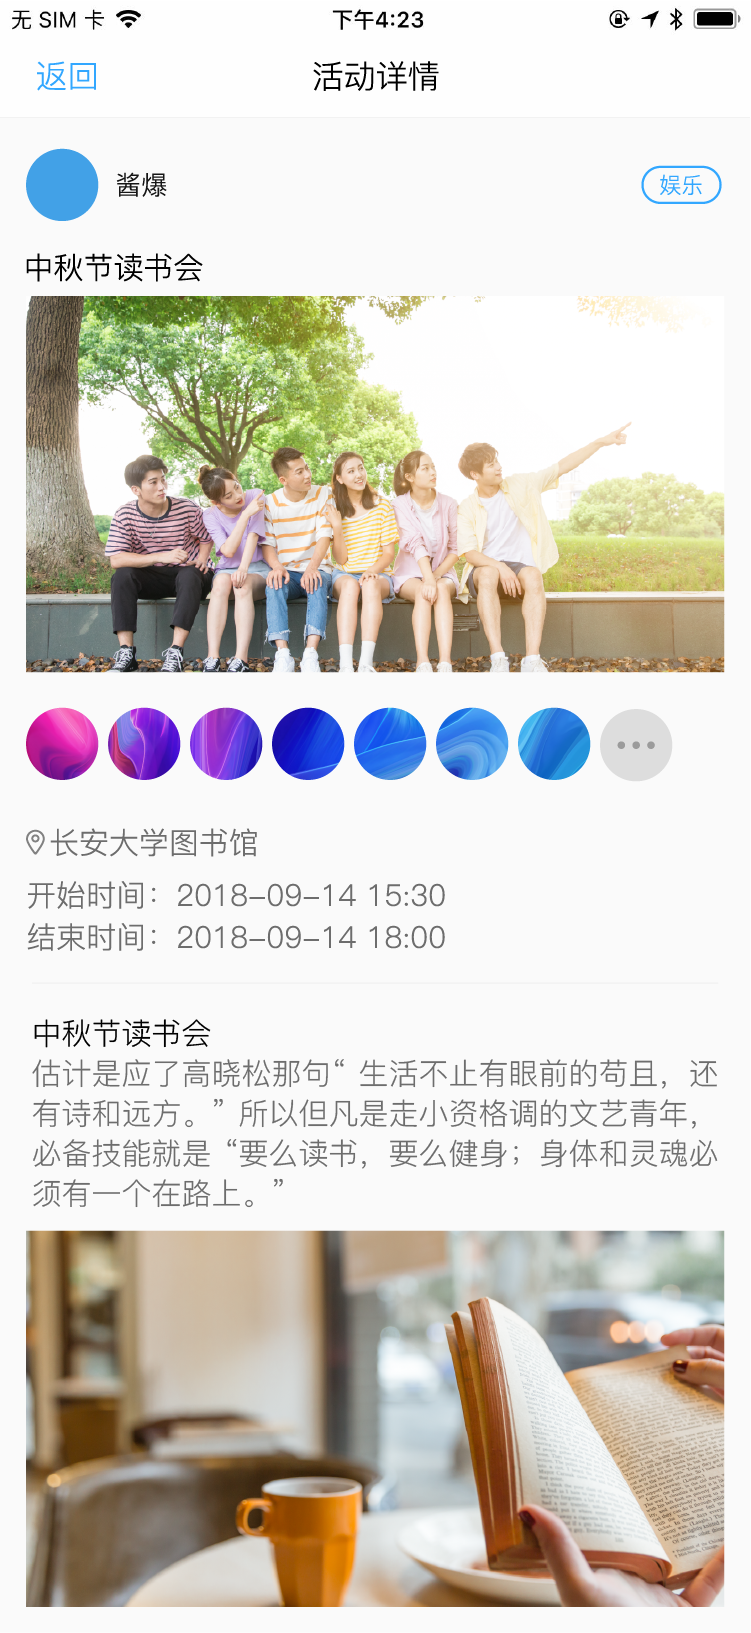 无 SIM 卡
下午4:23
返回
活动详情
酱爆
娱乐
中秋节读书会
长安大学图书馆
开始时间：2018-09-14 15:30
结束时间：2018-09-14 18:00
中秋节读书会
估计是应了高晓松那句“ 生活不止有眼前的苟且，还
有诗和远方。”所以但凡是走小资格调的文艺青年，
必备技能就是“要么读书，要么健身；身体和灵魂必
须有一个在路上。”